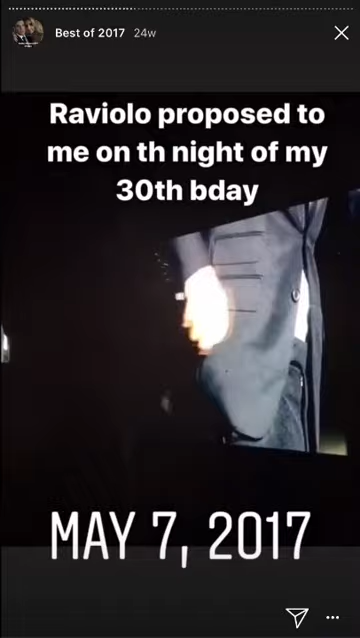 Best of 2017 24w
Raviolo proposed to
me on th night of my
30th bday
MAY 7, 2017